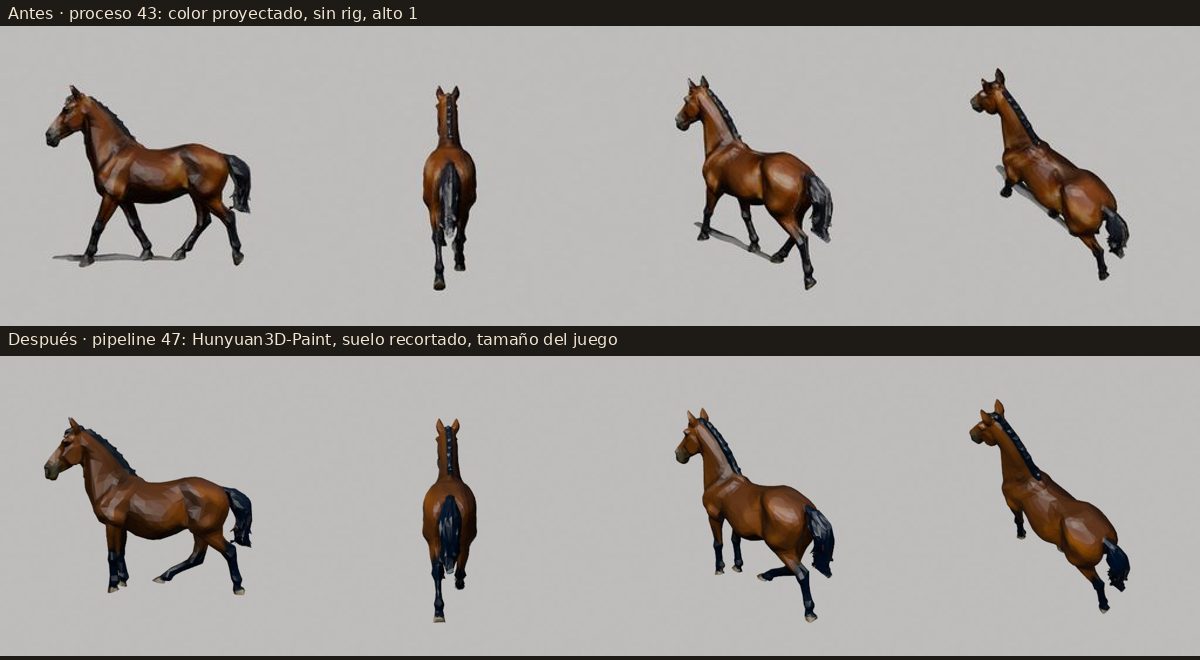 Antes · proceso 43: color proyectado, sin rig, alto 1
Después · pipeline 47: Hunyuan3D-Paint, suelo recortado, tamaño del juego